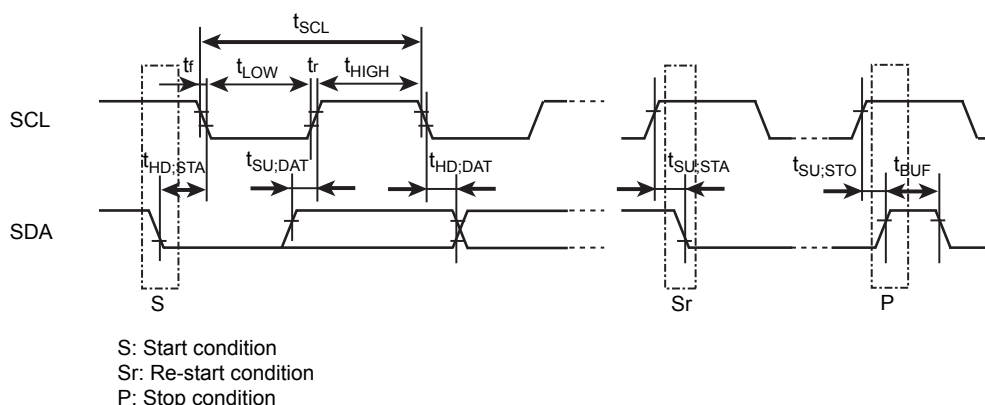 tSCL
tf tLOW tr tHIGH
SCL
tHD;STA tSU;DAT tHD;DAT tSU;STA tSU;STO tBUF
SDA
S Sr P
S: Start condition
Sr: Re-start condition
P: Stop condition